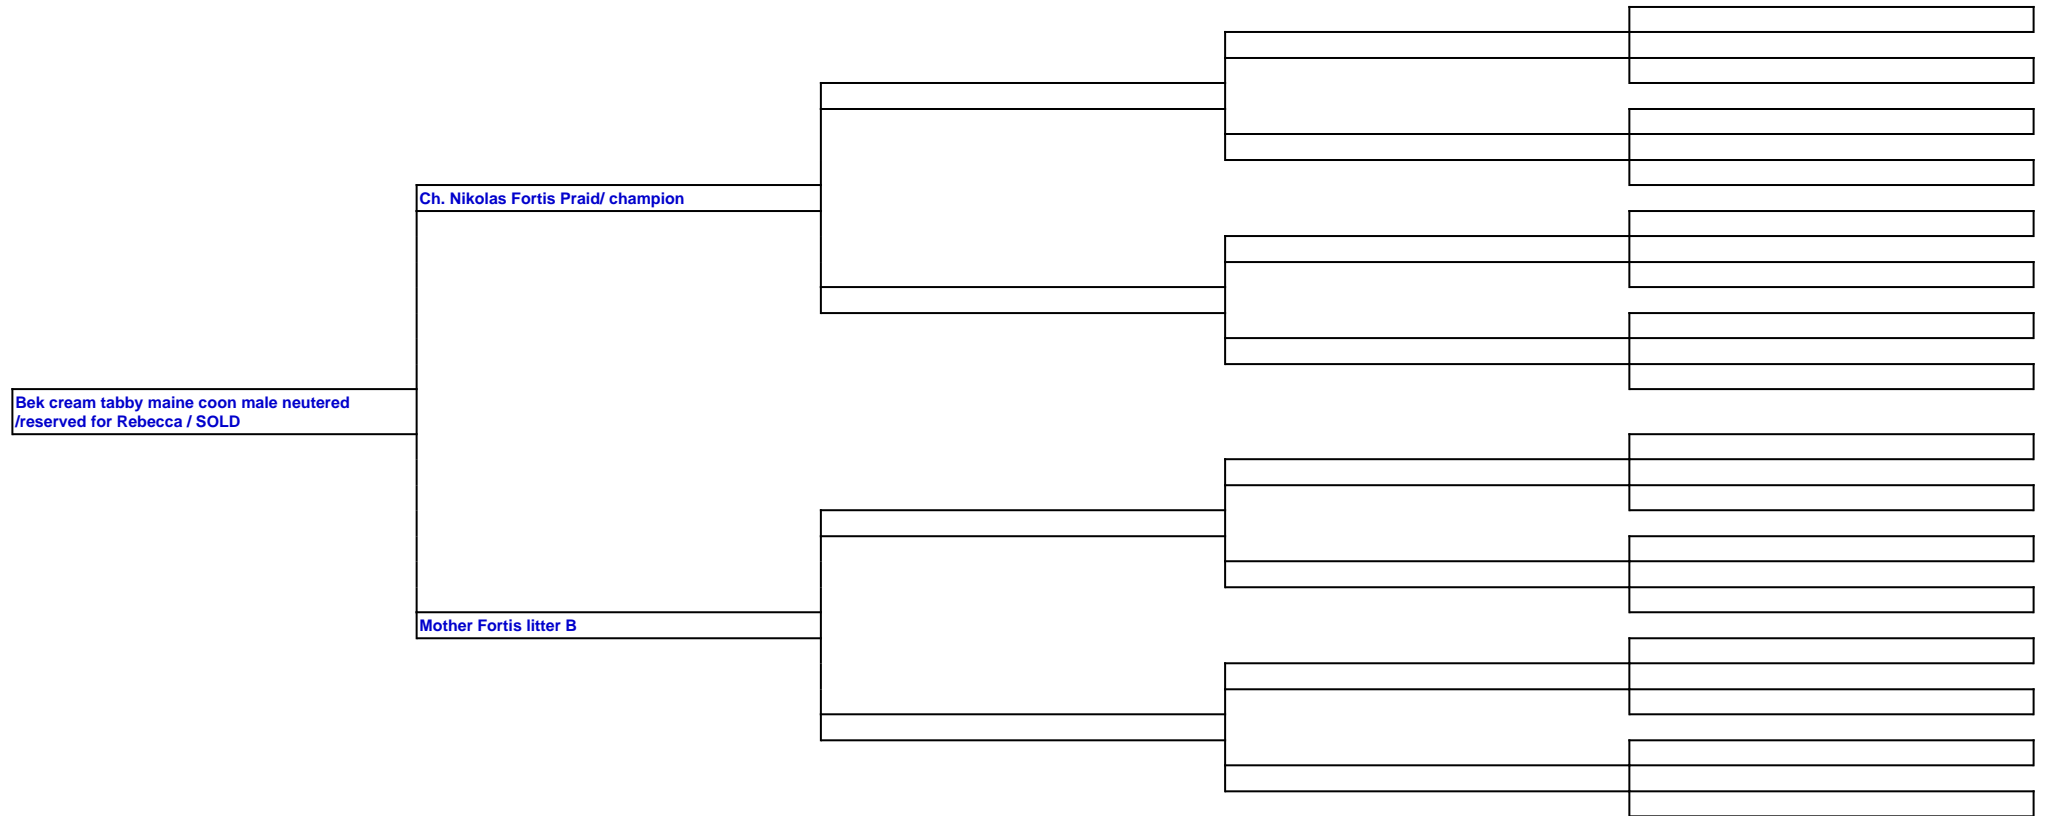 Ch. Nikolas Fortis Praid/ champion
Bek cream tabby maine coon male neutered
/reserved for Rebecca / SOLD
Mother Fortis litter B